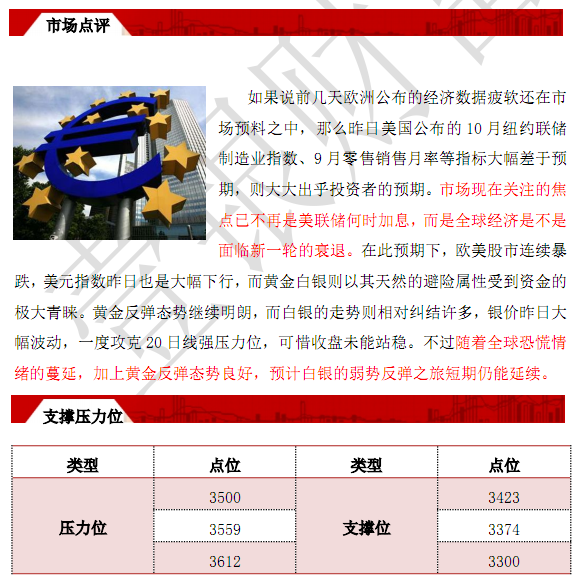 市场点评
如果说前几天欧洲公布的经济数据疲软还在市
场预料之中，那么昨日美国公布的 10 月纽约联储
制造业指数、9 月零售销售月率等指标大幅差于预
期，则大大出乎投资者的预期。市场现在关注的焦
点已不再是美联储何时加息，而是全球经济是不是
面临新一轮的衰退。在此预期下，欧美股市连续暴
跌，美元指数昨日也是大幅下行，而黄金白银则以其天然的避险属性受到资金的
极大青睐。黄金反弹态势继续明朗，而白银的走势则相对纠结许多，银价昨日大
幅波动，一度攻克 20 日线强压力位，可惜收盘未能站稳。不过随着全球恐慌情
绪的蔓延，加上黄金反弹态势良好，预计白银的弱势反弹之旅短期仍能延续。
支撑压力位
类型 点位 类型 点位
3500 3423
压力位 3559 支撑位 3374
3612 3300